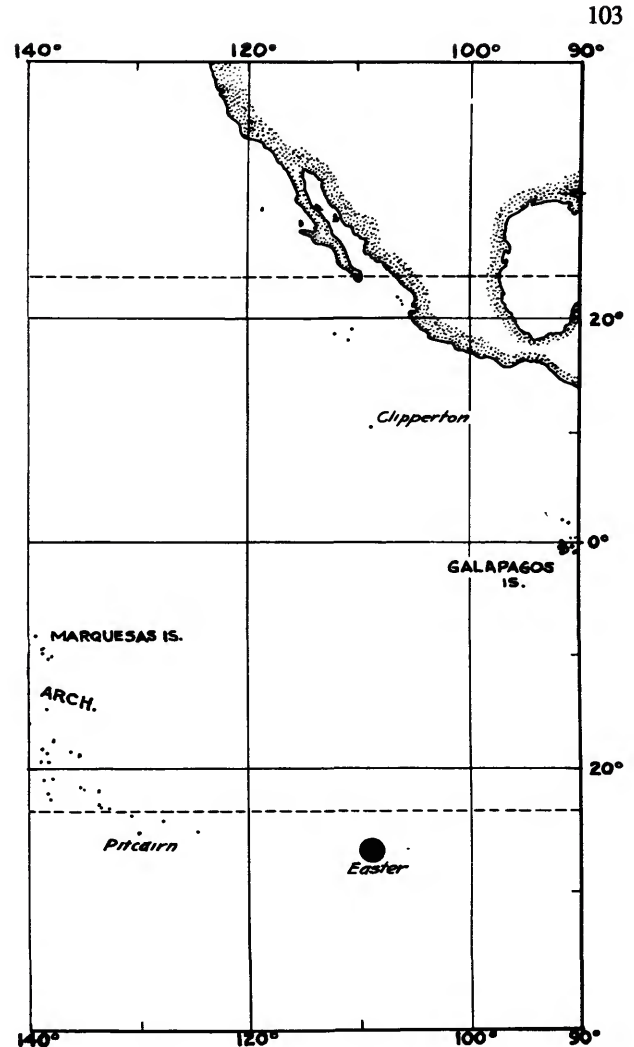 103
140° 120° 100° 90°
20°
Clipperton
0°
GALAPAGOS
IS.
MARQUESAS IS.
ARCH.
20°
Pitcairn
Easter
140° 120° 100° 90°